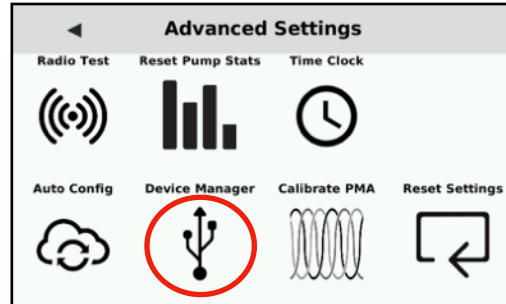 Advanced Settings
Radio Test Reset Pump Stats Time Clock
Auto Config Device Manager Calibrate PMA Reset Settings